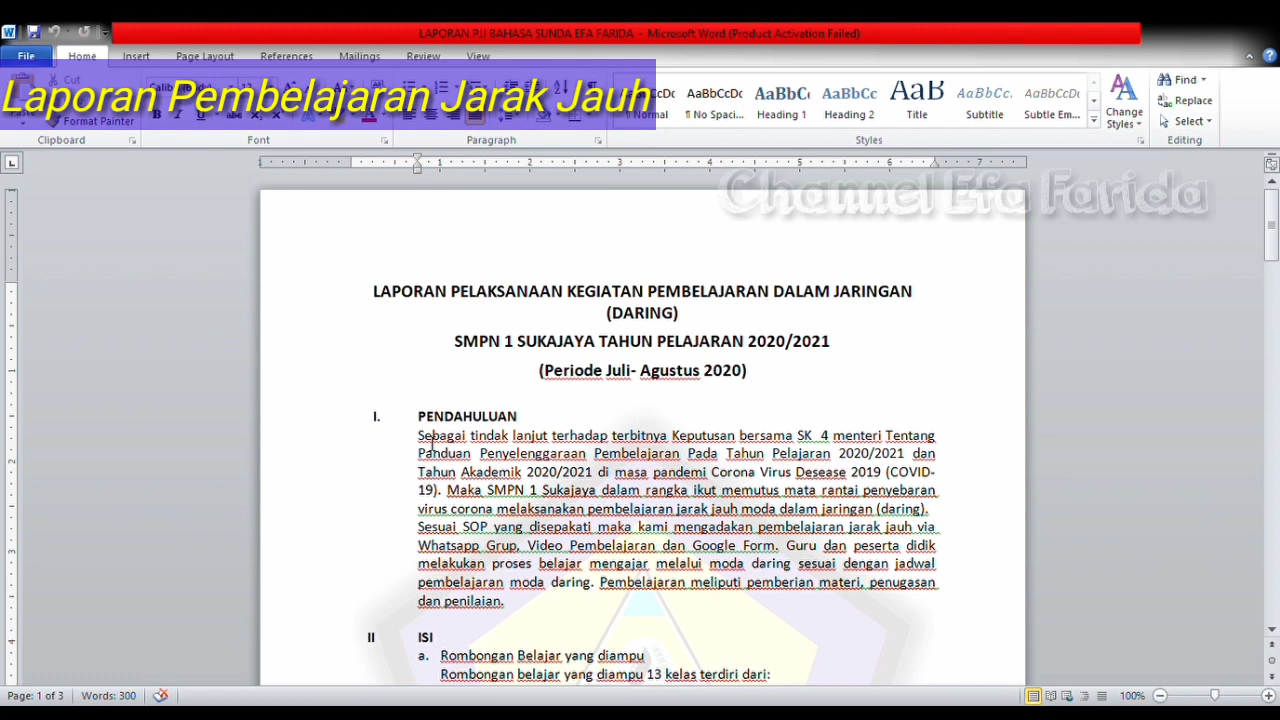 LAPORAN PJJ BAHASA SUNDA EFA FARIDA - Microsoft Word (Product Activation Failed)
File Home Insert Page Layout References Mailings Review View
Cut
Laporan Pembelajaran Jarak Jauh
Format Painter
AaBbCcDc AaBbCcDc AaBbC AaBbCc AaB AaBbCc. AaBbCcDc
¶ Normal ¶ No Spaci... Heading 1 Heading 2 Title Subtitle Subtle Em...
Change Styles
Find
Replace
Select
Clipboard Font Paragraph Styles Editing
Channel Efa Farida
LAPORAN PELAKSANAAN KEGIATAN PEMBELAJARAN DALAM JARINGAN
(DARING)
SMPN 1 SUKAJAYA TAHUN PELAJARAN 2020/2021
(Periode Juli- Agustus 2020)
I. PENDAHULUAN
Sebagai tindak lanjut terhadap terbitnya Keputusan bersama SK 4 menteri Tentang
Panduan Penyelenggaraan Pembelajaran Pada Tahun Pelajaran 2020/2021 dan
Tahun Akademik 2020/2021 di masa pandemi Corona Virus Desease 2019 (COVID-
19). Maka SMPN 1 Sukajaya dalam rangka ikut memutus mata rantai penyebaran
virus corona melaksanakan pembelajaran jarak jauh moda dalam jaringan (daring).
Sesuai SOP yang disepakati maka kami mengadakan pembelajaran jarak jauh via
Whatsapp Grup, Video Pembelajaran dan Google Form. Guru dan peserta didik
melakukan proses belajar mengajar melalui moda daring sesuai dengan jadwal
pembelajaran moda daring. Pembelajaran meliputi pemberian materi, penugasan
dan penilaian.
II ISI
a. Rombongan Belajar yang diampu
Rombongan belajar yang diampu 13 kelas terdiri dari:
Page: 1 of 3 Words: 300 100%